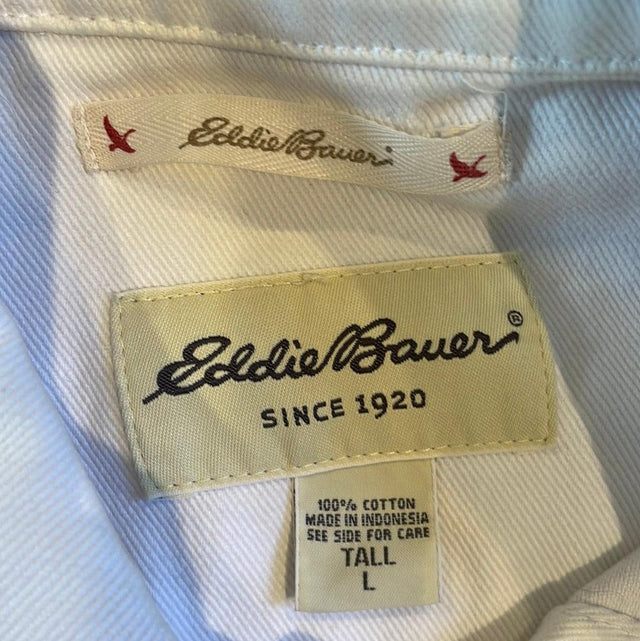 Eddie Bauer
Eddie Bauer®
SINCE 1920
100% COTTON
MADE IN INDONESIA
SEE SIDE FOR CARE
TALL
L